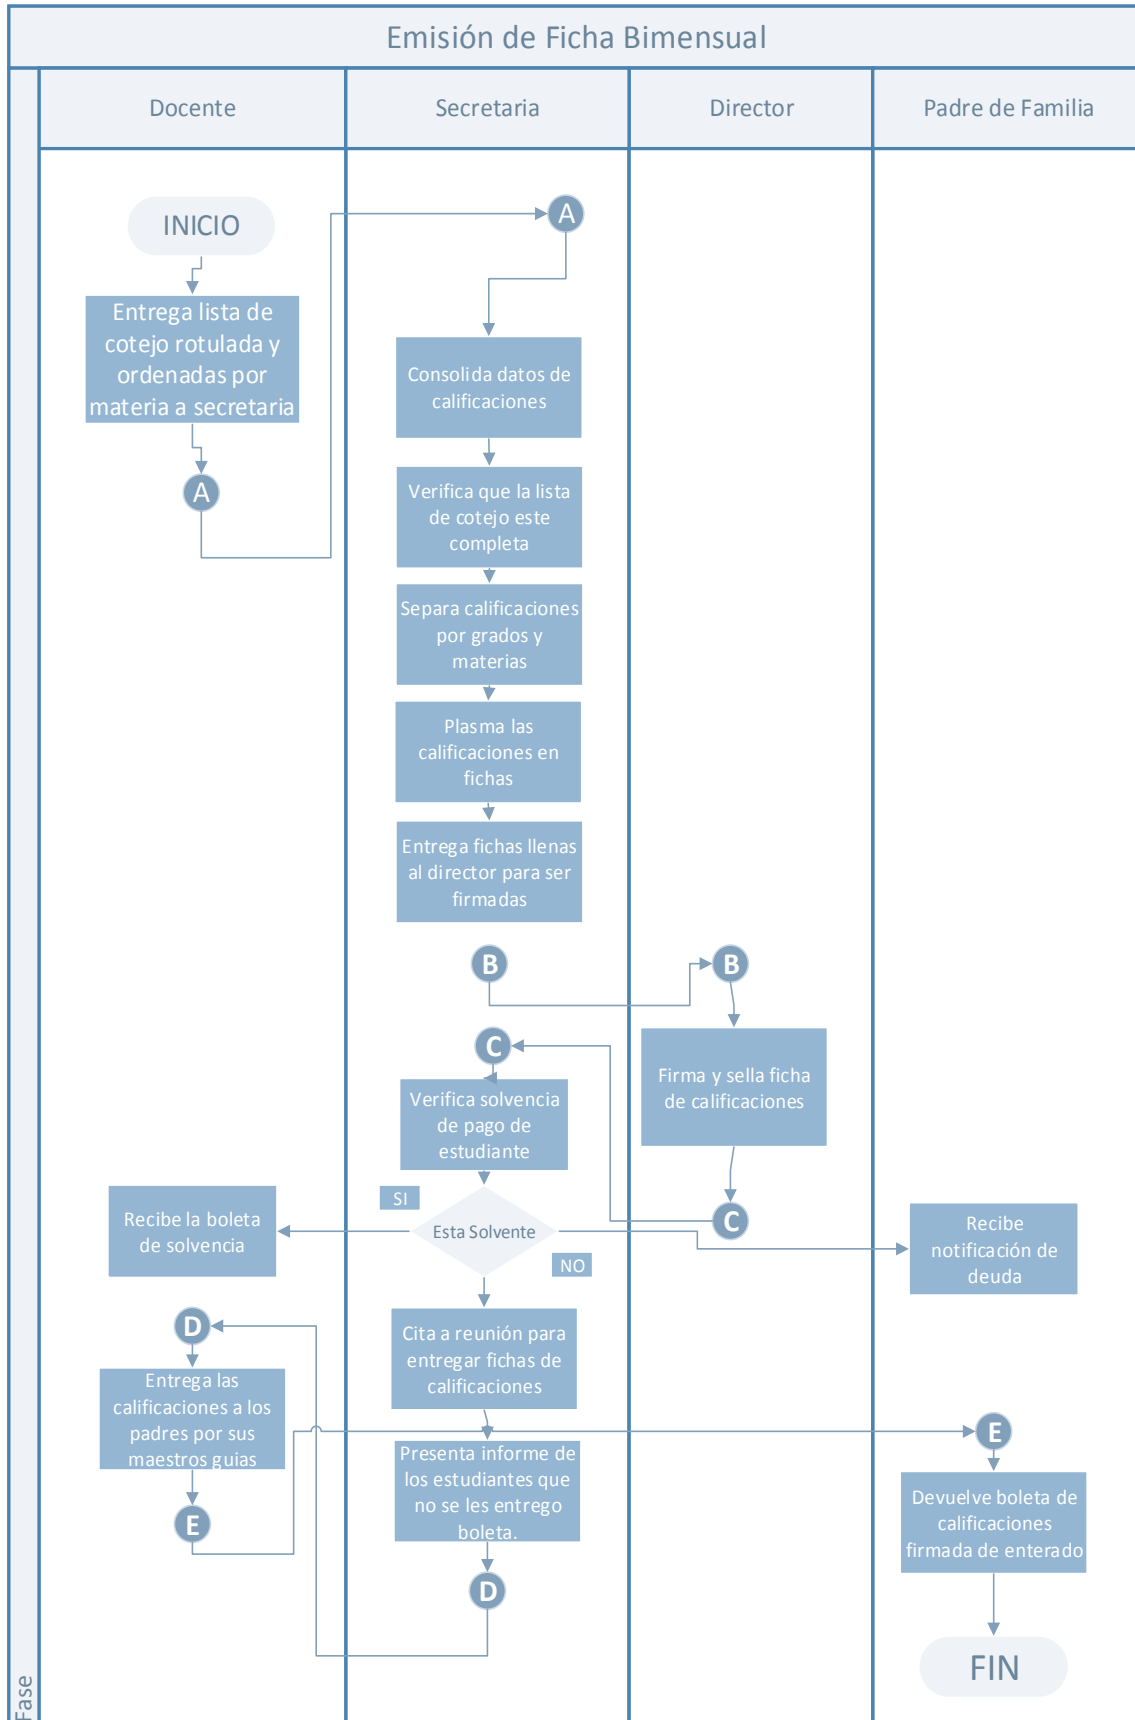 Emisión de Ficha Bimensual
Docente
Secretaria
Director
Padre de Familia
INICIO
A
Entrega lista de
cotejo rotulada y
ordenadas por
materia a secretaria
A
Consolida datos de
calificaciones
Verifica que la lista
de cotejo este
completa
Separa calificaciones
por grados y
materias
Plasma las
calificaciones en
fichas
Entrega fichas llenas
al director para ser
firmadas
B
B
C
Firma y sella ficha
de calificaciones
Verifica solvencia
de pago de
estudiante
SI
C
Recibe la boleta
de solvencia
Esta Solvente
Recibe
notificación de
deuda
NO
D
Cita a reunión para
entregar fichas de
calificaciones
Entrega las
calificaciones a los
padres por sus
maestros guias
E
Presenta informe de
los estudiantes que
no se les entrego
boleta.
Devuelve boleta de
calificaciones
firmada de enterado
E
D
FIN
Fase